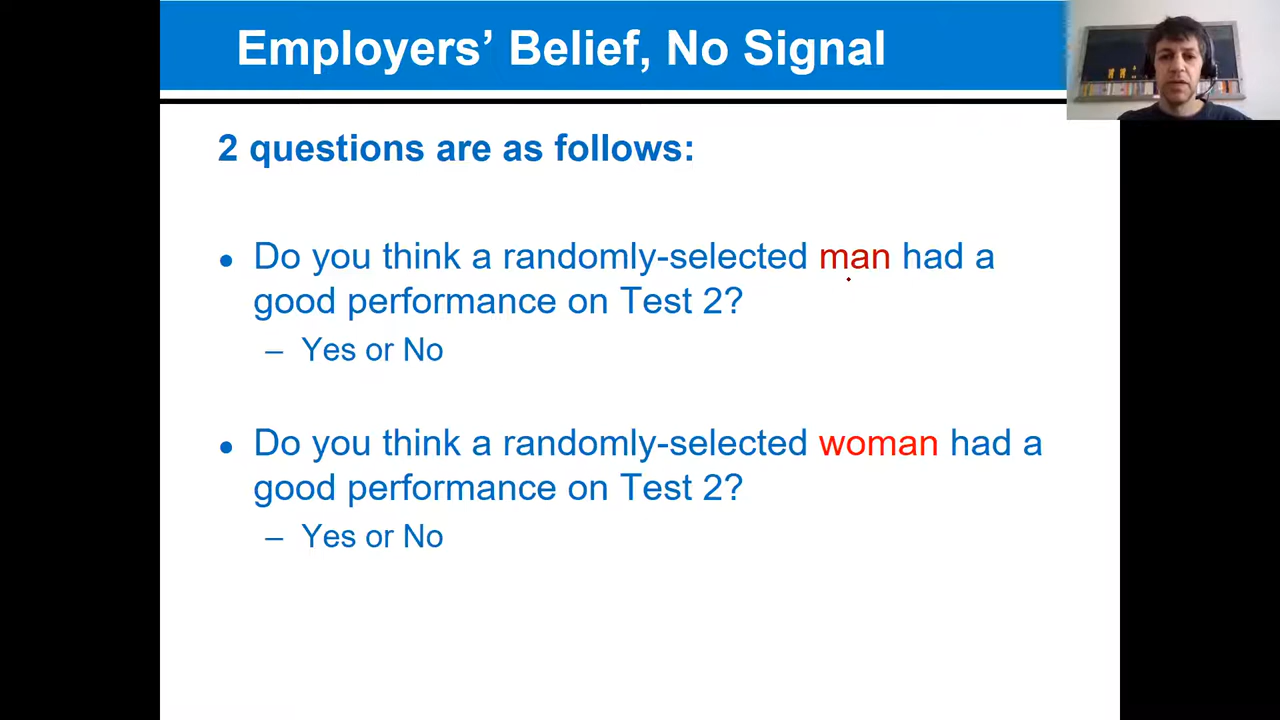 Employers’ Belief, No Signal
2 questions are as follows:
• Do you think a randomly-selected man had a
good performance on Test 2?
– Yes or No
• Do you think a randomly-selected woman had a
good performance on Test 2?
– Yes or No